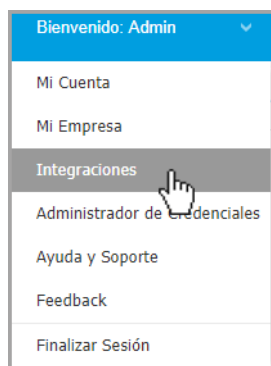 Bienvenido: Admin
Mi Cuenta
Mi Empresa
Integraciones
Administrador de Credenciales
Ayuda y Soporte
Feedback
Finalizar Sesión